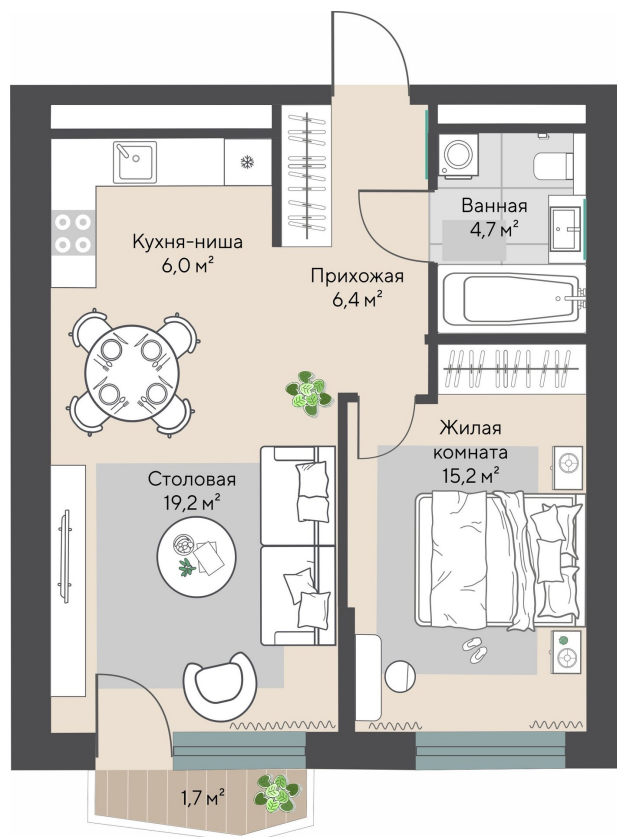 Ванная
4,7 м²
Кухня-ниша
6,0 м²
Прихожая
6,4 м²
Жилая
комната
15,2 м²
Столовая
19,2 м²
1,7 м²